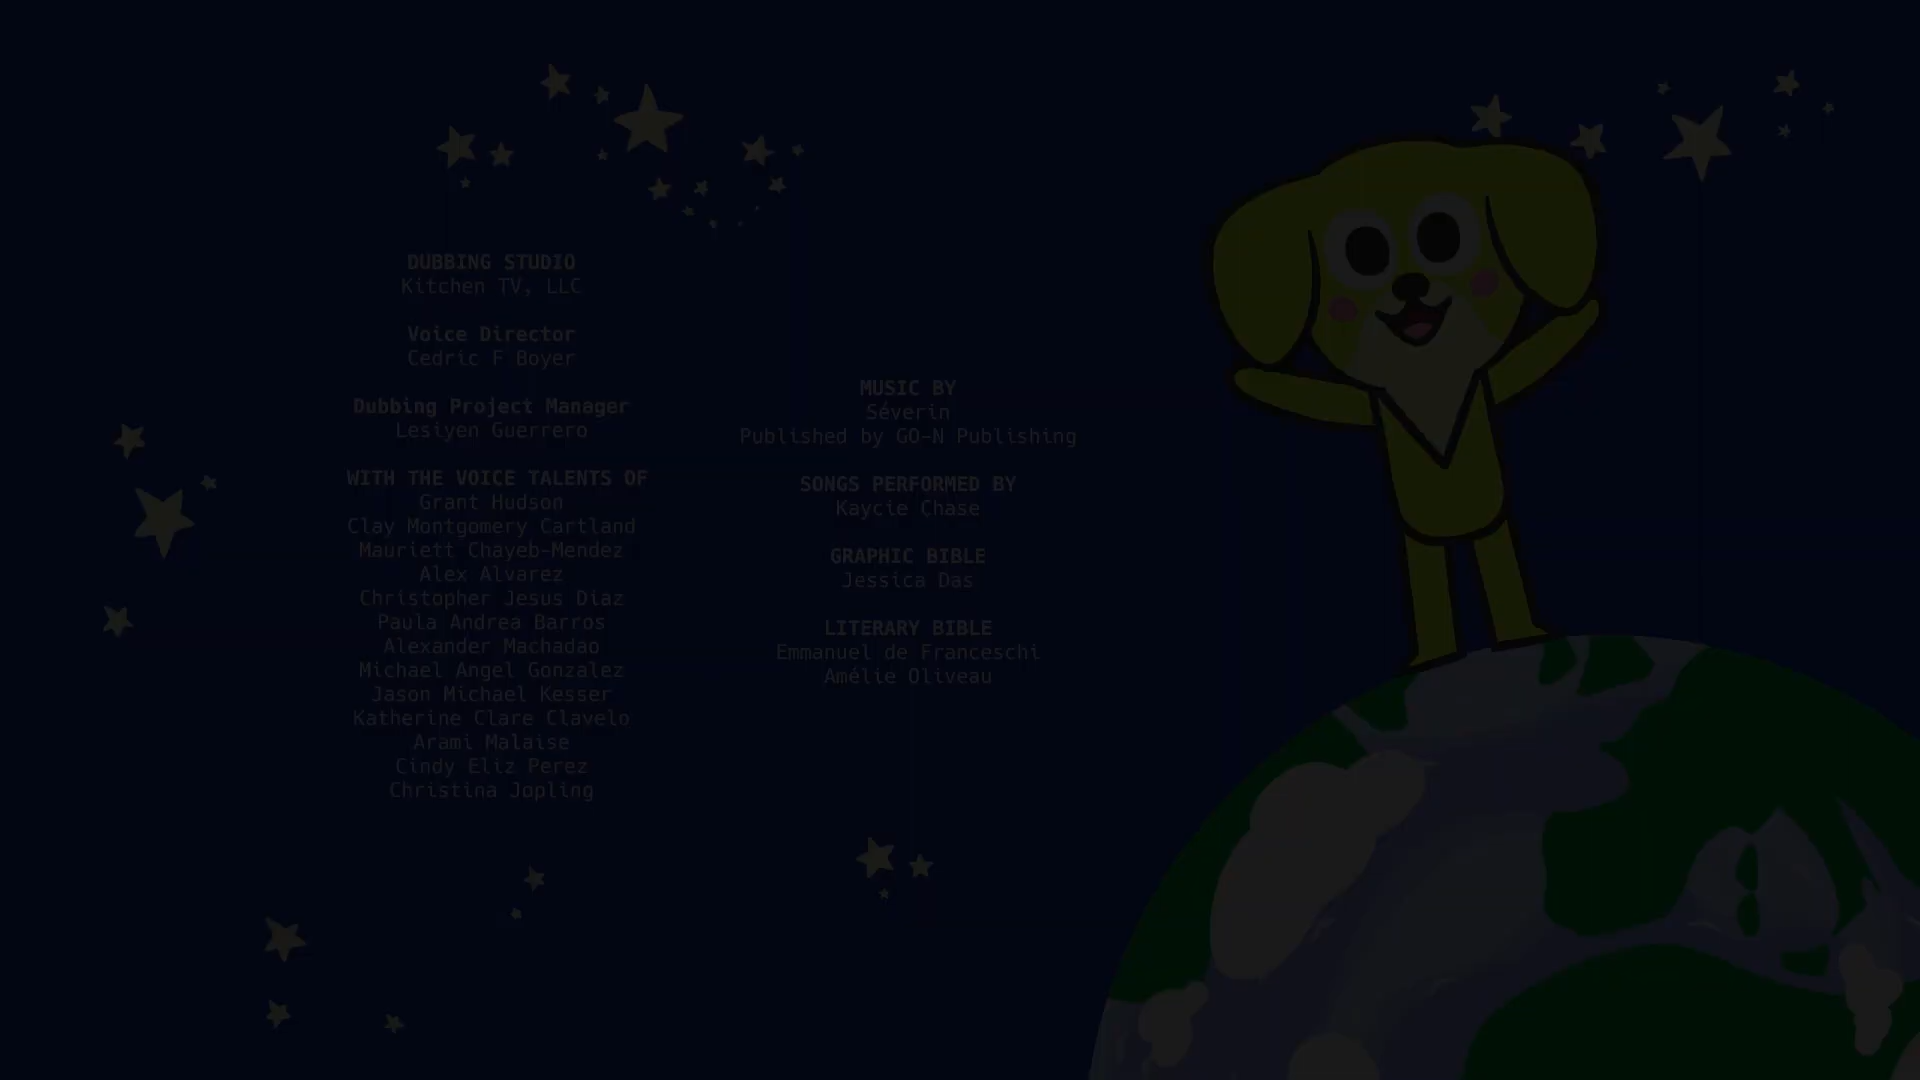 DUBBING STUDIO
Kitchen TV, LLC
Voice Director
Cedric F Boyer
Dubbing Project Manager
Lesiyen Guerrero
WITH THE VOICE TALENTS OF
Grant Hudson
Clay Montgomery Cartland
Mauriett Chayeb-Mendez
Alex Alvarez
Christopher Jesus Diaz
Paula Andrea Barros
Alexander Machadao
Michael Angel Gonzalez
Jason Michael Kesser
Katherine Clare Clavelo
Arami Malaise
Cindy Eliz Perez
Christina Jopling
MUSIC BY
Séverin
Published by GO-N Publishing
SONGS PERFORMED BY
Kaycie Chase
GRAPHIC BIBLE
Jessica Das
LITERARY BIBLE
Emmanuel de Franceschi
Amélie Oliveau